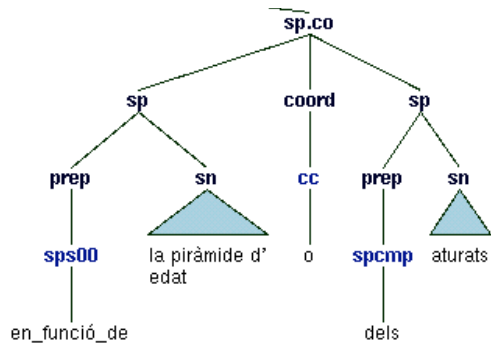 sp.co
sp coord sp
prep sn cc prep sn
sps00 la piràmide d' o spcmp aturats
edat
en_funció_de dels